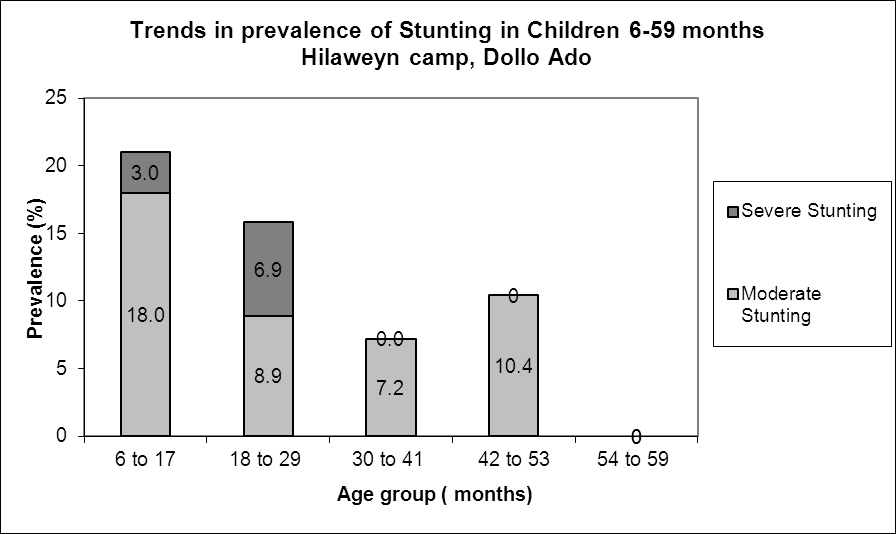 Trends in prevalence of Stunting in Children 6-59 months
Hilaweyn camp, Dollo Ado
Prevalence (%)
25
20
15
10
5
0
3.0
18.0
6.9
8.9
0.0
7.2
0
10.4
0
6 to 17
18 to 29
30 to 41
42 to 53
54 to 59
Age group ( months)
Severe Stunting
Moderate
Stunting